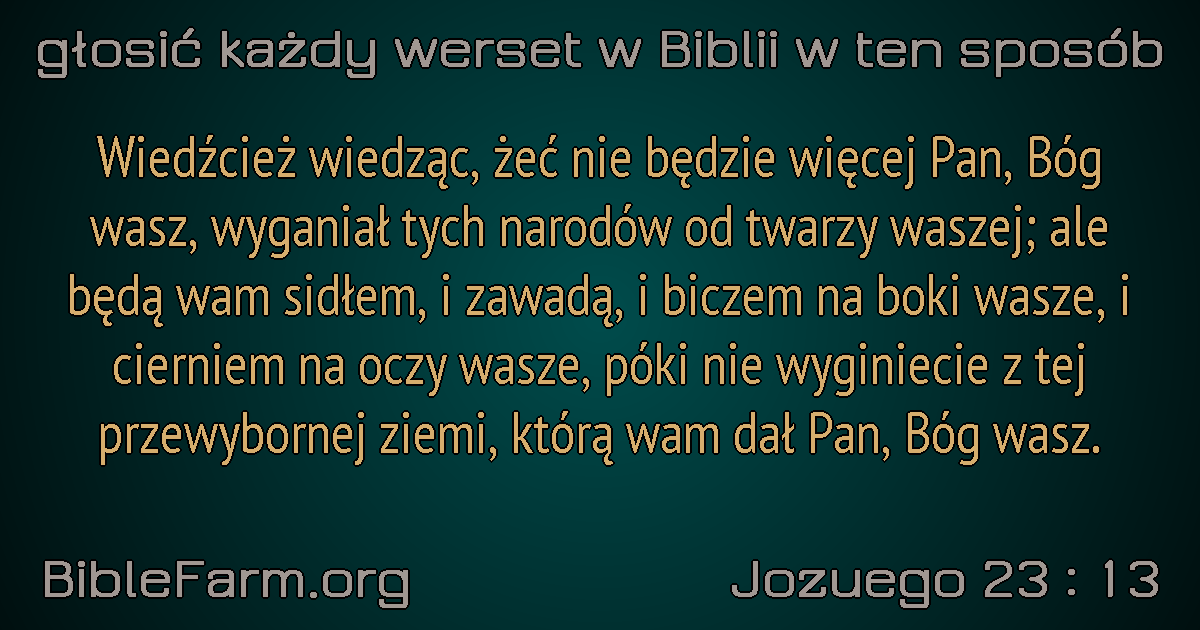 głosić każdy werset w Biblii w ten sposób
Wiedźcież wiedząc, żeć nie będzie więcej Pan, Bóg
wasz, wyganiał tych narodów od twarzy waszej; ale
będą wam sidłem, i zawadą, i biczem na boki wasze, i
cierniem na oczy wasze, póki nie wyginiecie z tej
przewybornej ziemi, którą wam dał Pan, Bóg wasz.
BibleFarm.org
Jozuego 23 : 13